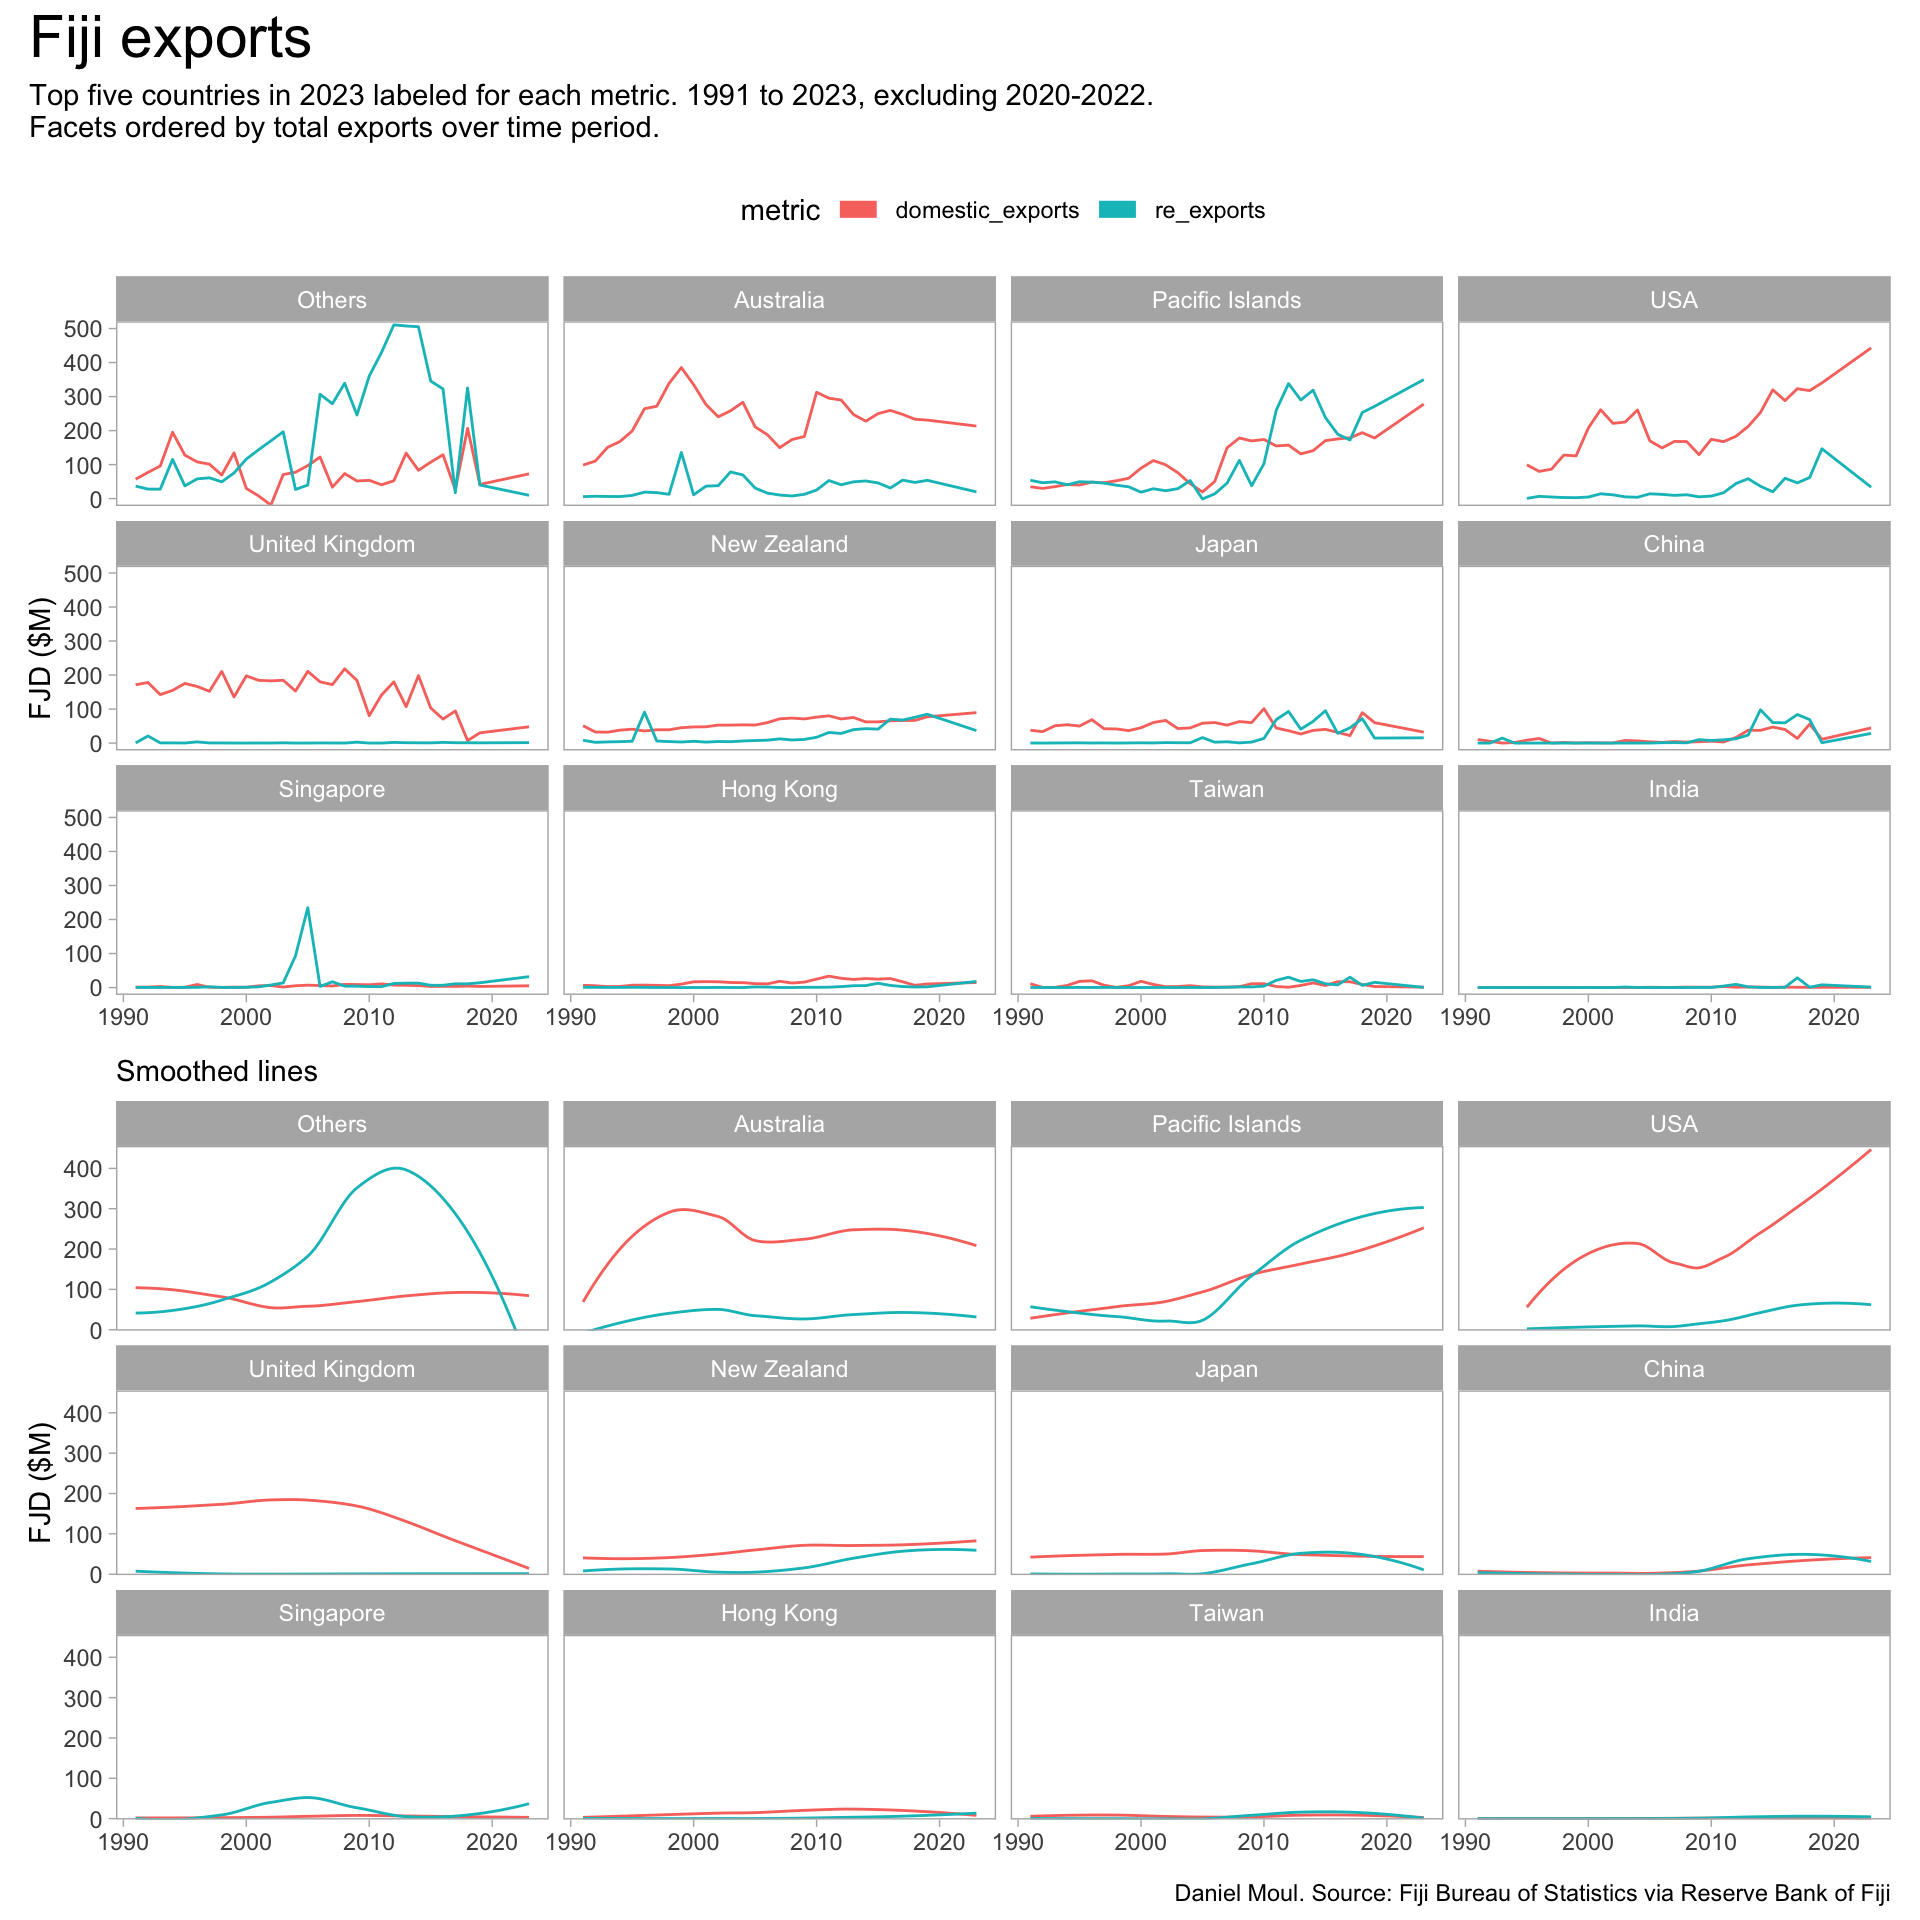 Fiji exports
Top five countries in 2023 labeled for each metric. 1991 to 2023, excluding 2020-2022.
Facets ordered by total exports over time period.
metric domestic_exports re_exports
Others Australia Pacific Islands USA
500
400
300
200
100
0
United Kingdom New Zealand Japan China
500
400
300
200
100
0
FJD ($M)
Singapore Hong Kong Taiwan India
500
400
300
200
100
0
1990 2000 2010 2020 1990 2000 2010 2020 1990 2000 2010 2020 1990 2000 2010 2020
Smoothed lines
Others Australia Pacific Islands USA
400
300
200
100
0
United Kingdom New Zealand Japan China
400
300
200
100
0
FJD ($M)
Singapore Hong Kong Taiwan India
400
300
200
100
0
1990 2000 2010 2020 1990 2000 2010 2020 1990 2000 2010 2020 1990 2000 2010 2020
Daniel Moul. Source: Fiji Bureau of Statistics via Reserve Bank of Fiji